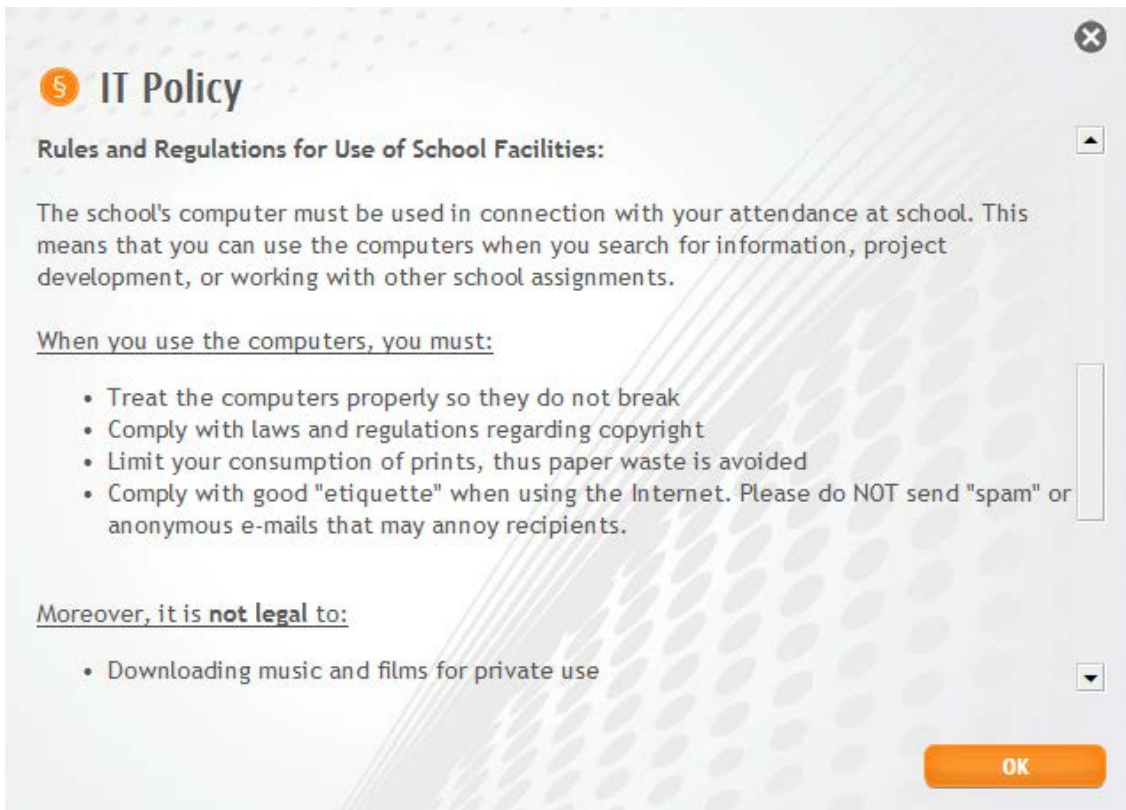 § IT Policy
Rules and Regulations for Use of School Facilities:
The school's computer must be used in connection with your attendance at school. This
means that you can use the computers when you search for information, project
development, or working with other school assignments.
When you use the computers, you must:
• Treat the computers properly so they do not break
• Comply with laws and regulations regarding copyright
• Limit your consumption of prints, thus paper waste is avoided
• Comply with good "etiquette" when using the Internet. Please do NOT send "spam" or
anonymous e-mails that may annoy recipients.
Moreover, it is not legal to:
• Downloading music and films for private use
OK